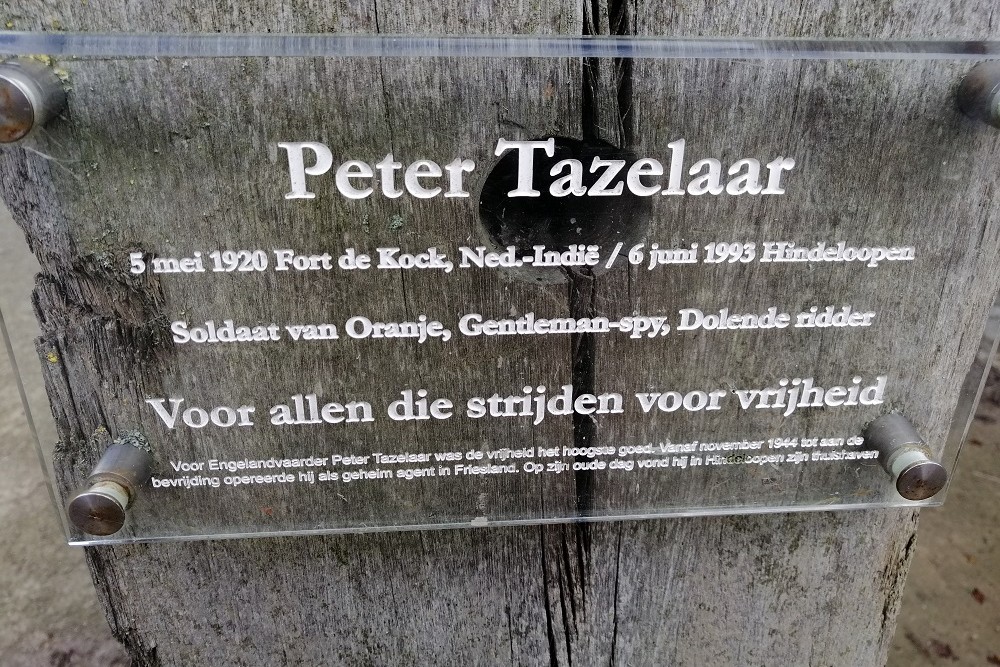 Peter Tazelaar
5 mei 1920 Fort de Kock, Ned.-Indië / 6 juni 1993 Hindeloopen
Soldaat van Oranje, Gentleman-spy, Dolende ridder
Voor allen die strijden voor vrijheid
Voor Engelandvaarder Peter Tazelaar was de vrijheid het hoogste goed. Vanaf november 1944 tot aan de
bevrijding opereerde hij als geheim agent in Friesland. Op zijn oude dag vond hij in Hindeloopen zijn thuishaven